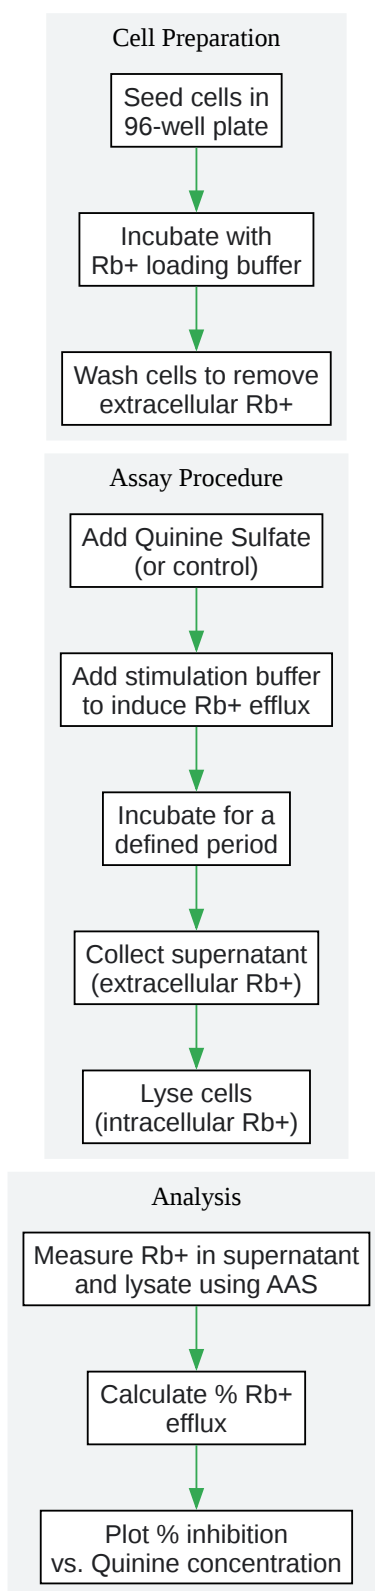 Cell Preparation
Seed cells in
96-well plate
Incubate with
Rb+ loading buffer
Wash cells to remove
extracellular Rb+
Assay Procedure
Add Quinine Sulfate
(or control)
Add stimulation buffer
to induce Rb+ efflux
Incubate for a
defined period
Collect supernatant
(extracellular Rb+)
Lyse cells
(intracellular Rb+)
Analysis
Measure Rb+ in supernatant
and lysate using AAS
Calculate % Rb+
efflux
Plot % inhibition
vs. Quinine concentration